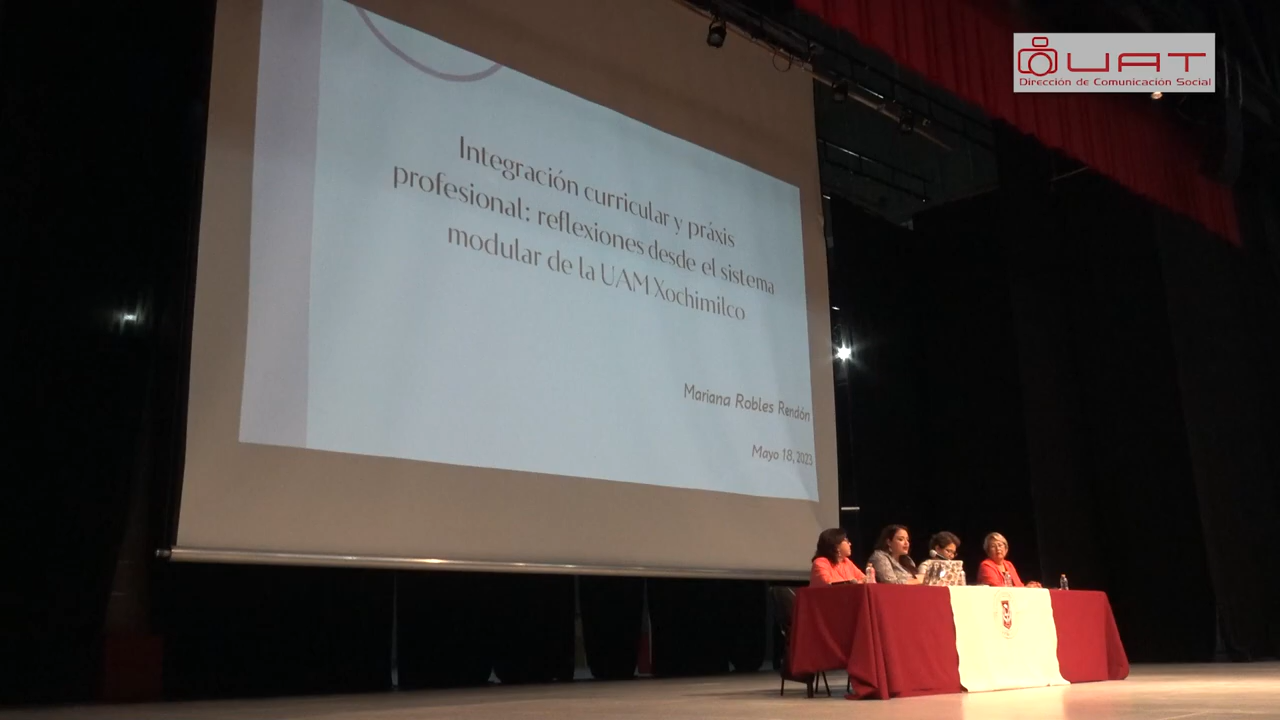 UAT
Dirección de Comunicación Social
Integración curricular y práxis
profesional: reflexiones desde el sistema
modular de la UAM Xochimilco
Mariana Robles Rendón
Mayo 18, 2023